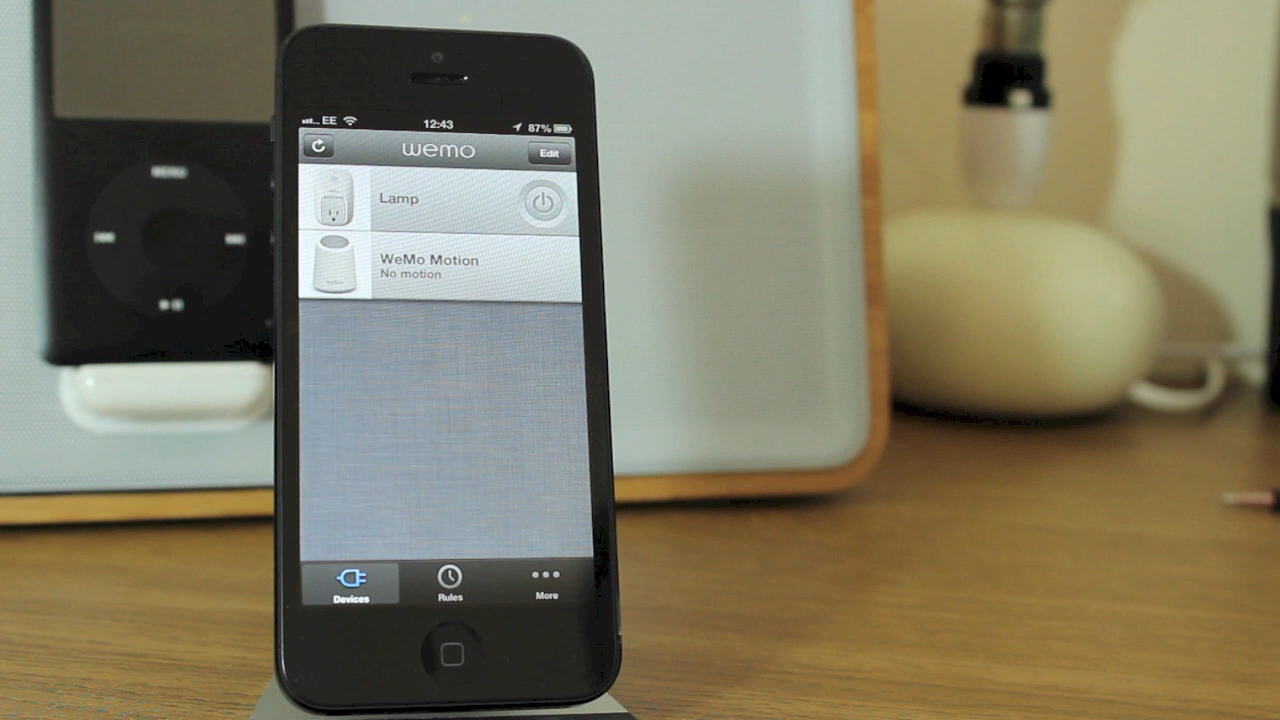 MENU
EE 12:43 87%
wemo Edit
Lamp
WeMo Motion
No motion
Devices Rules More